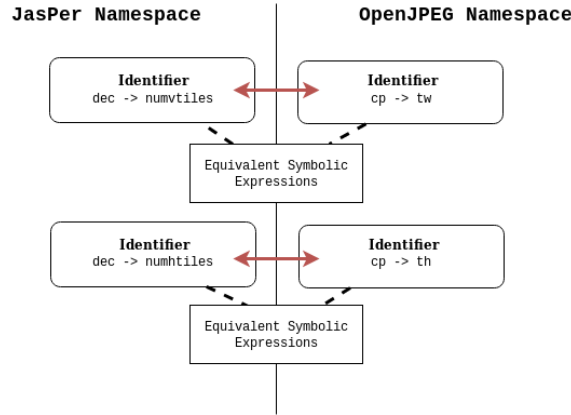 JasPer Namespace
OpenJPEG Namespace
Identifier
dec -> numvtiles
Identifier
cp -> tw
Equivalent Symbolic
Expressions
Identifier
dec -> numhtiles
Identifier
cp -> th
Equivalent Symbolic
Expressions